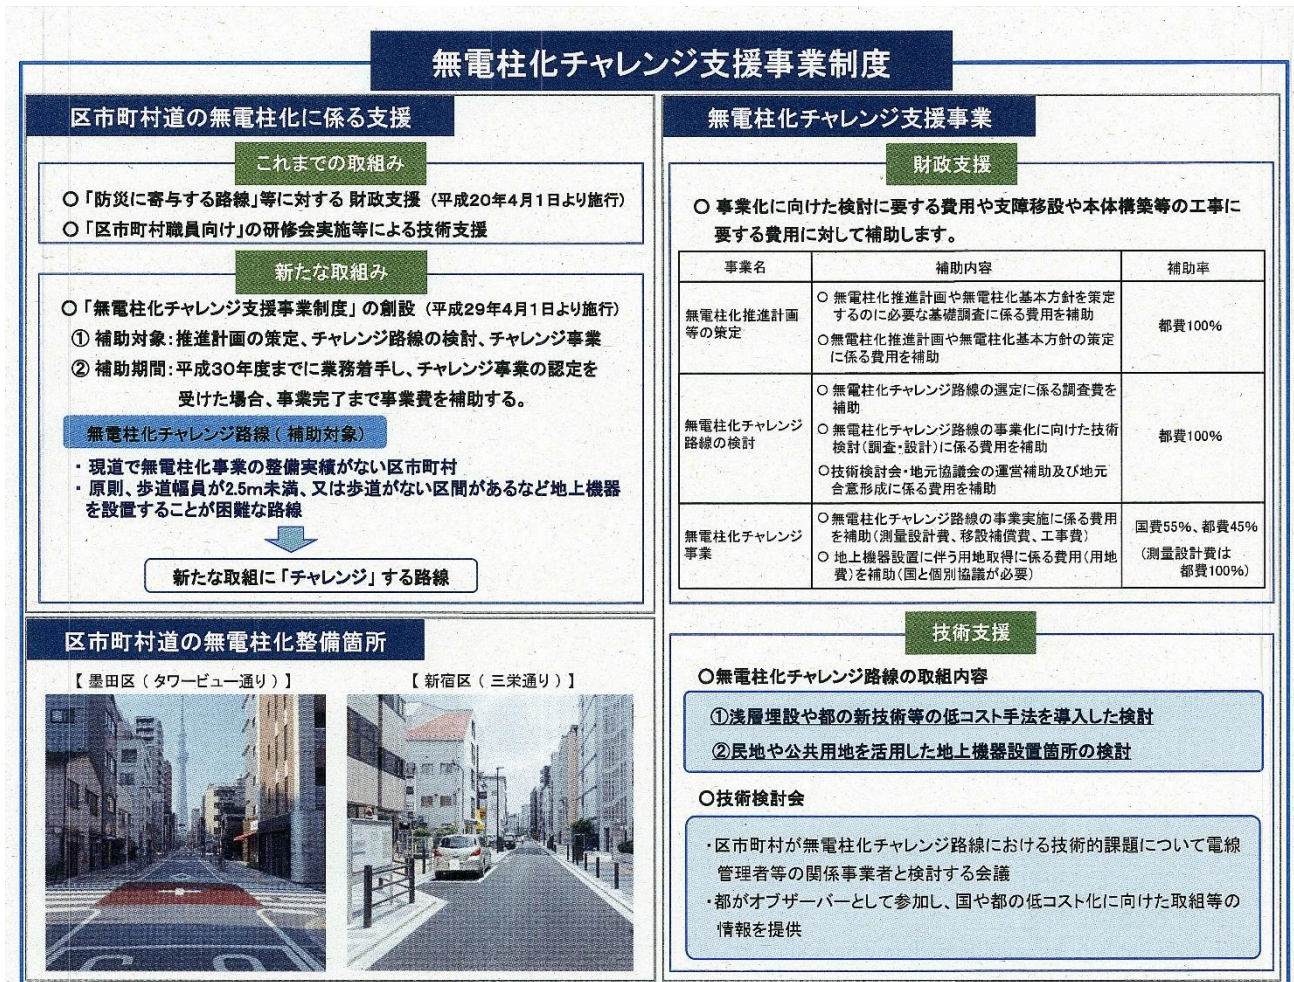 無電柱化チャレンジ支援事業制度
区市町村道の無電柱化に係る支援
これまでの取組み
○「防災に寄与する路線」等に対する 財政支援 (平成20年4月1日より施行)
○「区市町村職員向け」の研修会実施等による技術支援
新たな取組み
○「無電柱化チャレンジ支援事業制度」の創設 (平成29年4月1日より施行)
① 補助対象:推進計画の策定、チャレンジ路線の検討、チャレンジ事業
② 補助期間:平成30年度までに業務着手し、チャレンジ事業の認定を
受けた場合、事業完了まで事業費を補助する。
無電柱化チャレンジ路線(補助対象)
・現道で無電柱化事業の整備実績がない区市町村
・原則、歩道幅員が2.5m未満、又は歩道がない区間があるなど地上機器
を設置することが困難な路線
新たな取組に「チャレンジ」する路線
区市町村道の無電柱化整備箇所
【 墨田区(タワービュー通り)】
【 新宿区(三栄通り)】
無電柱化チャレンジ支援事業
財政支援
○ 事業化に向けた検討に要する費用や支障移設や本体構築等の工事に
要する費用に対して補助します。
事業名 補助内容 補助率
無電柱化推進計画
等の策定
○ 無電柱化推進計画や無電柱化基本方針を策定
するのに必要な基礎調査に係る費用を補助
○無電柱化推進計画や無電柱化基本方針の策定
に係る費用を補助
都費100%
無電柱化チャレンジ
路線の検討
○ 無電柱化チャレンジ路線の選定に係る調査費を
補助
○ 無電柱化チャレンジ路線の事業化に向けた技術
検討(調査・設計)に係る費用を補助
○技術検討会・地元協議会の運営補助及び地元
合意形成に係る費用を補助
都費100%
無電柱化チャレンジ
事業
○無電柱化チャレンジ路線の事業実施に係る費用
を補助(測量設計費、移設補償費、工事費)
○ 地上機器設置に伴う用地取得に係る費用(用地
費)を補助(国と個別協議が必要)
国費55%、都費45%
(測量設計費は
都費100%)
技術支援
○無電柱化チャレンジ路線の取組内容
①浅層埋設や都の新技術等の低コスト手法を導入した検討
②民地や公共用地を活用した地上機器設置箇所の検討
○技術検討会
・区市町村が無電柱化チャレンジ路線における技術的課題について電線
管理者等の関係事業者と検討する会議
・都がオブザーバーとして参加し、国や都の低コスト化に向けた取組等の
情報を提供